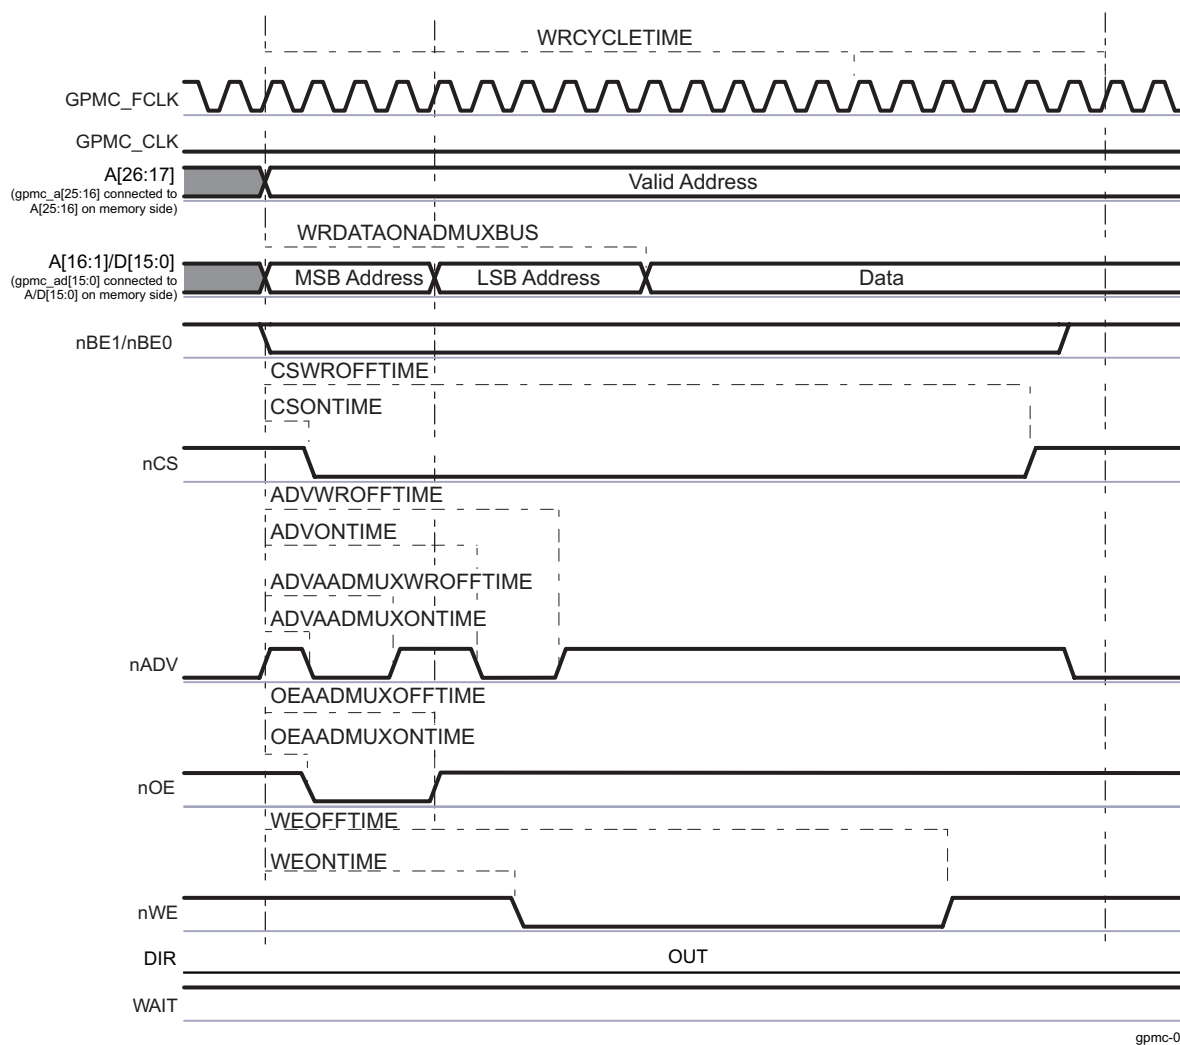 WRCYCLETIME
GPMC_FCLK
GPMC_CLK
A[26:17]
(gpmc_a[25:16] connected to
A[25:16] on memory side)
Valid Address
WRDATAONADMUXBUS
A[16:1]/D[15:0]
(gpmc_ad[15:0] connected to
A/D[15:0] on memory side)
MSB Address
LSB Address
Data
nBE1/nBE0
CSWROFFTIME
CSONTIME
nCS
ADVWROFFTIME
ADVONTIME
ADVAADMUXWROFFTIME
ADVAADMUXONTIME
nADV
OEAADMUXOFFTIME
OEAADMUXONTIME
nOE
WEOFFTIME
WEONTIME
nWE
DIR
OUT
WAIT
gpmc-0